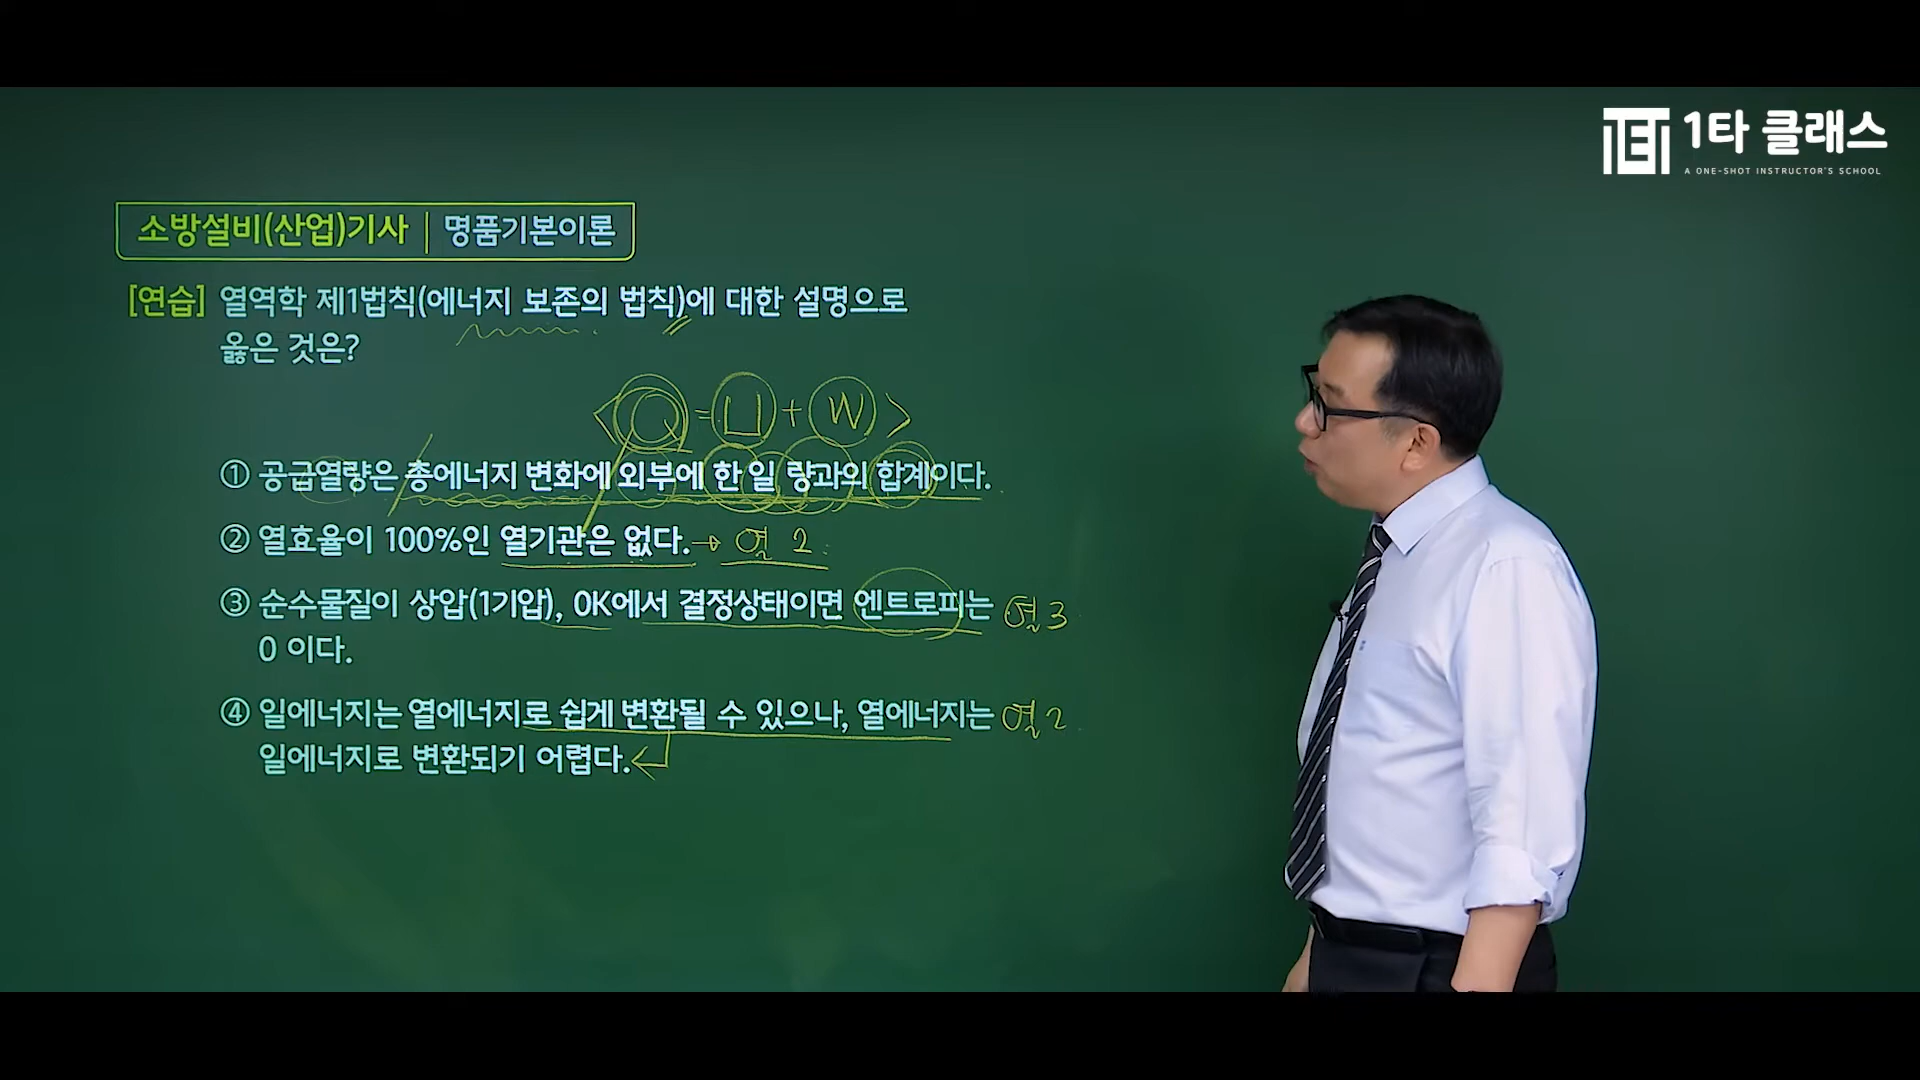 1타 클래스
A ONE-SHOT INSTRUCTOR'S SCHOOL
소방설비(산업)기사 | 명품기본이론
[연습] 열역학 제1법칙(에너지 보존의 법칙)에 대한 설명으로
옳은 것은?
<Q = U + W>
① 공급열량은 총에너지 변화에 외부에 한 일 량과의 합계이다.
② 열효율이 100%인 열기관은 없다. → 열 2
③ 순수물질이 상압(1기압), 0K에서 결정상태이면 엔트로피는 열 3
0 이다.
④ 일에너지는 열에너지로 쉽게 변환될 수 있으나, 열에너지는 열 2
일에너지로 변환되기 어렵다.